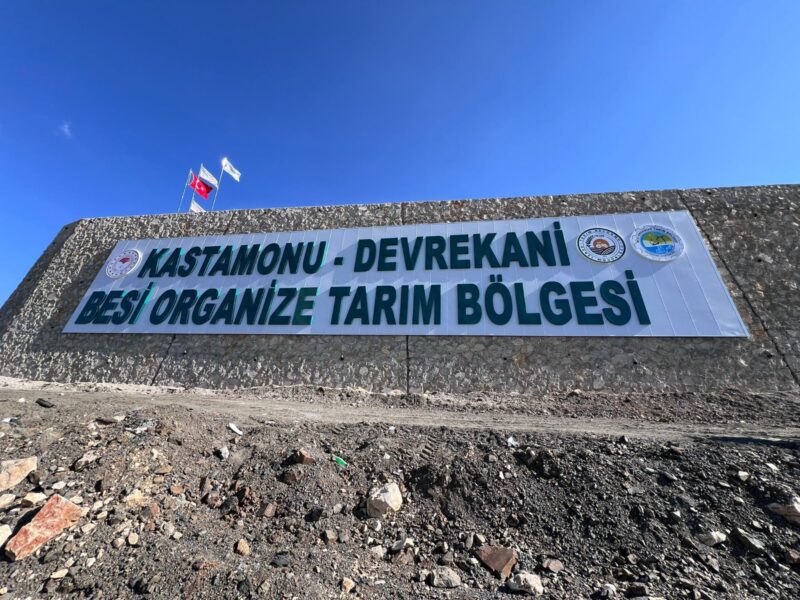 KASTAMONU - DEVREKANİ
BESİ ORGANİZE TARIM BÖLGESİ